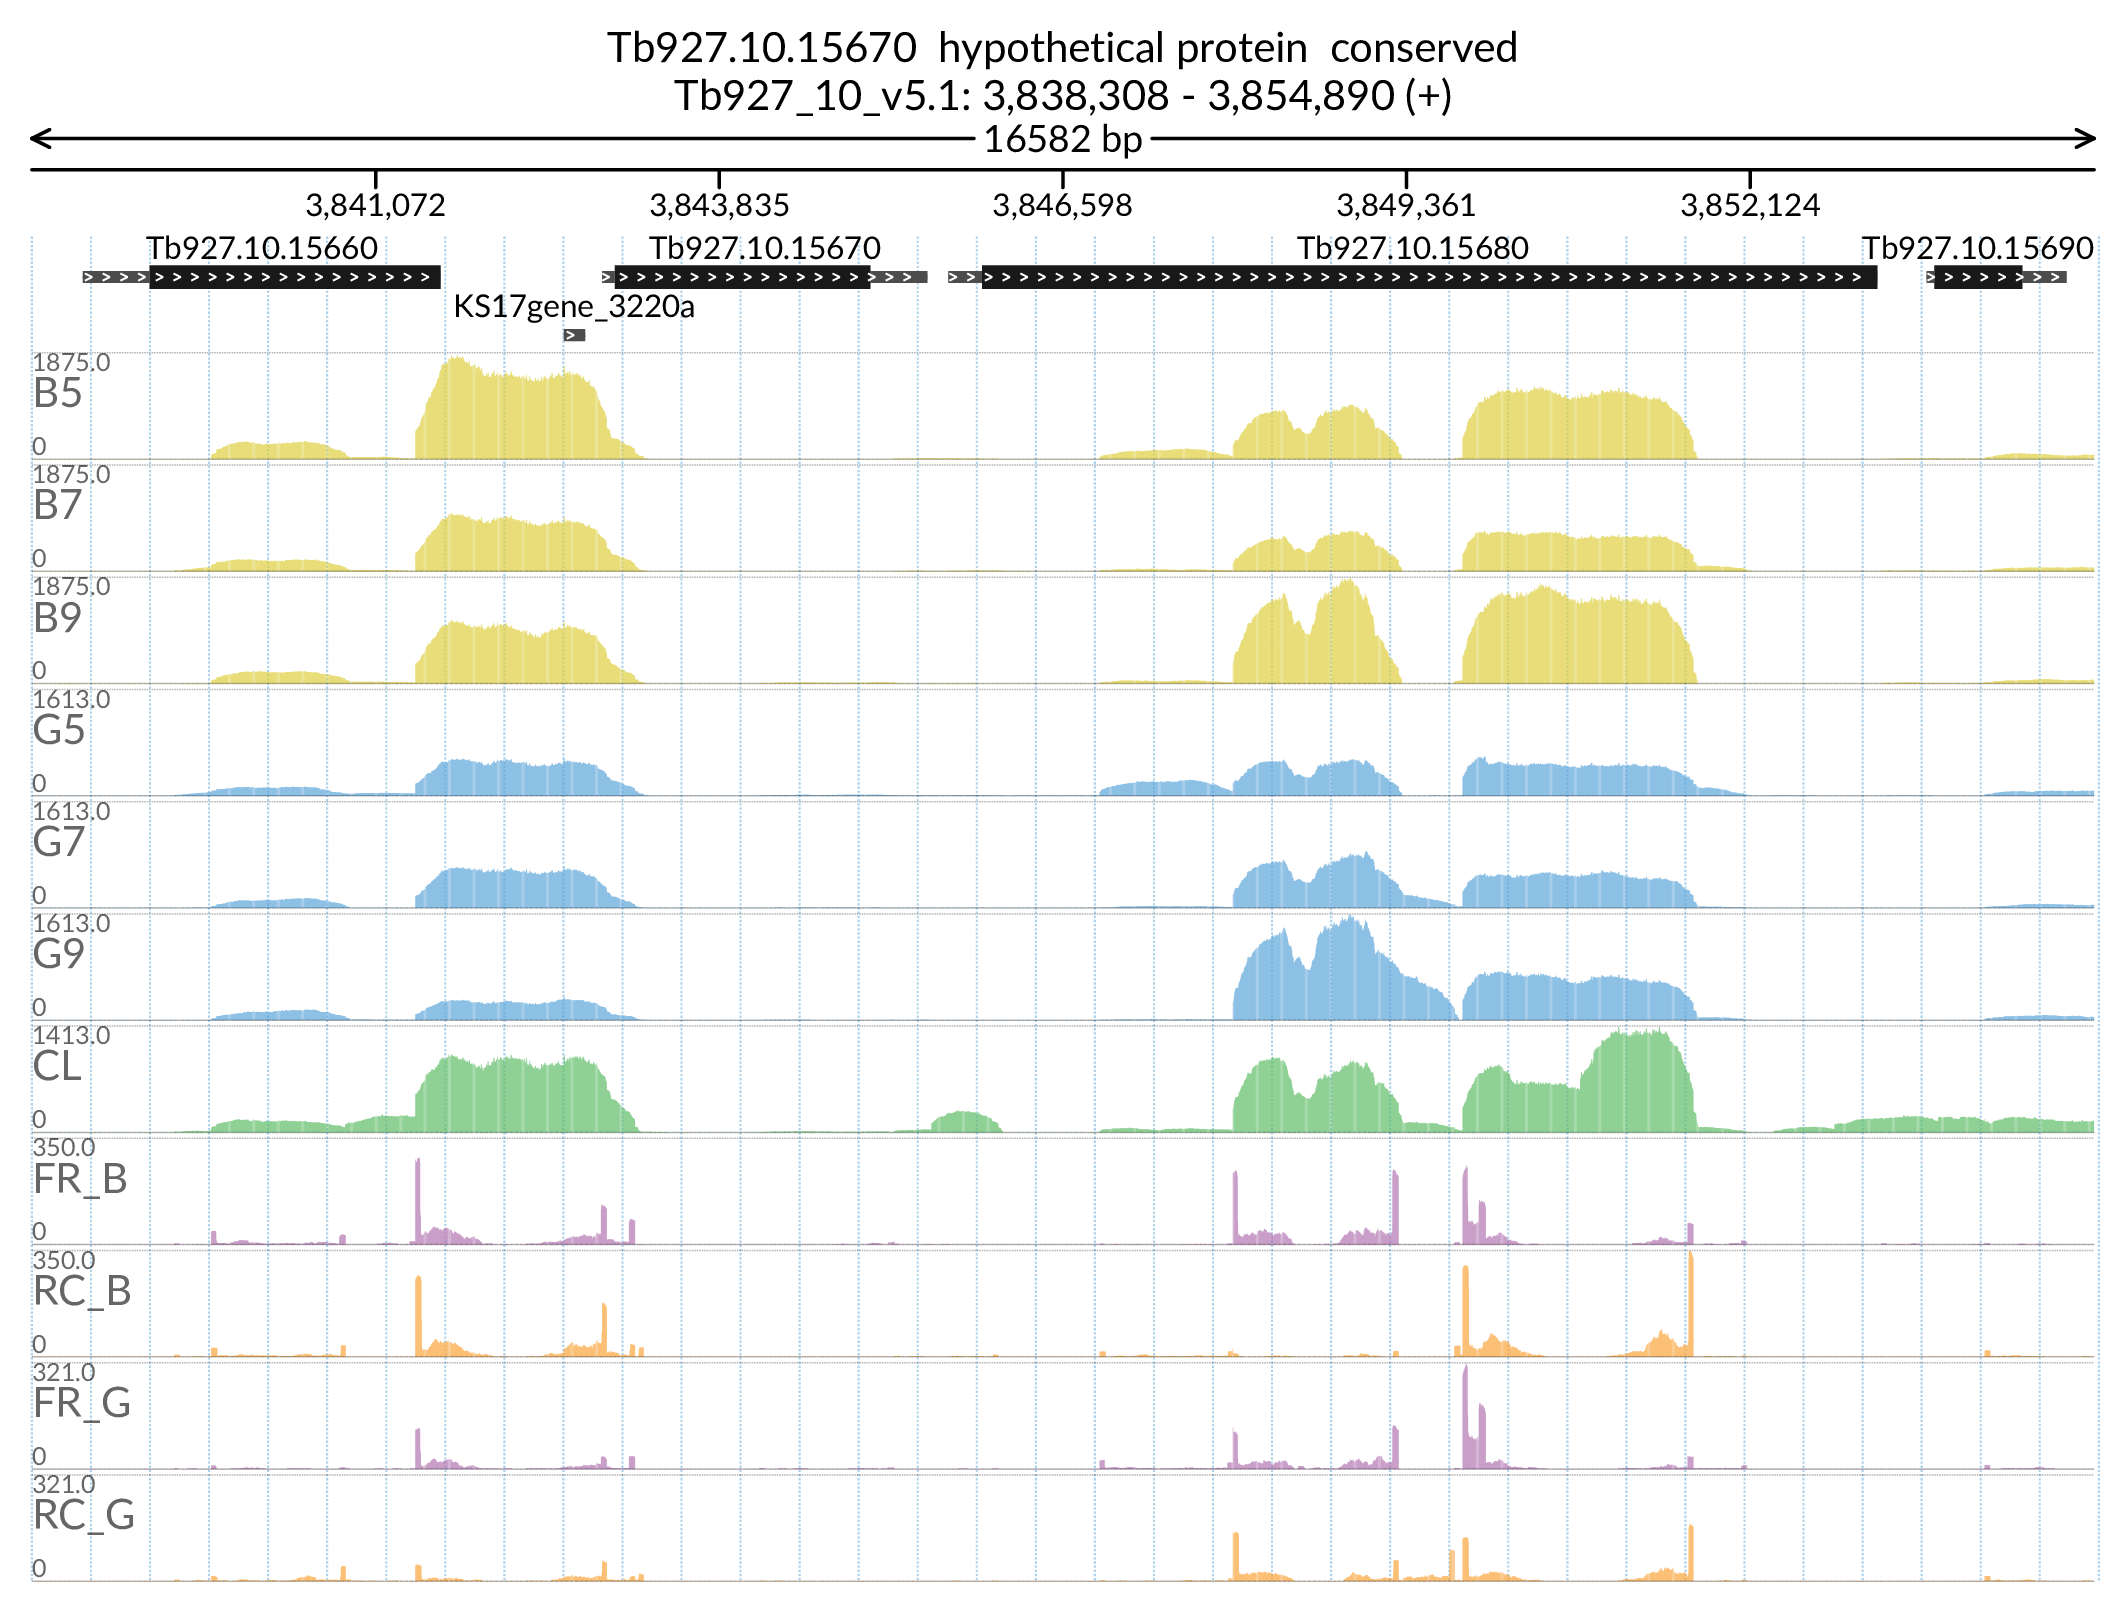 Tb927.10.15670  hypothetical protein  conserved
Tb927_10_v5.1: 3,838,308 - 3,854,890 (+)
16582 bp
3,841,072 3,843,835 3,846,598 3,849,361 3,852,124
Tb927.10.15660 Tb927.10.15670 Tb927.10.15680 Tb927.10.15690
KS17gene_3220a
1875.0
B5
0
1875.0
B7
0
1875.0
B9
0
1613.0
G5
0
1613.0
G7
0
1613.0
G9
0
1413.0
CL
0
350.0
FR_B
0
350.0
RC_B
0
321.0
FR_G
0
321.0
RC_G
0